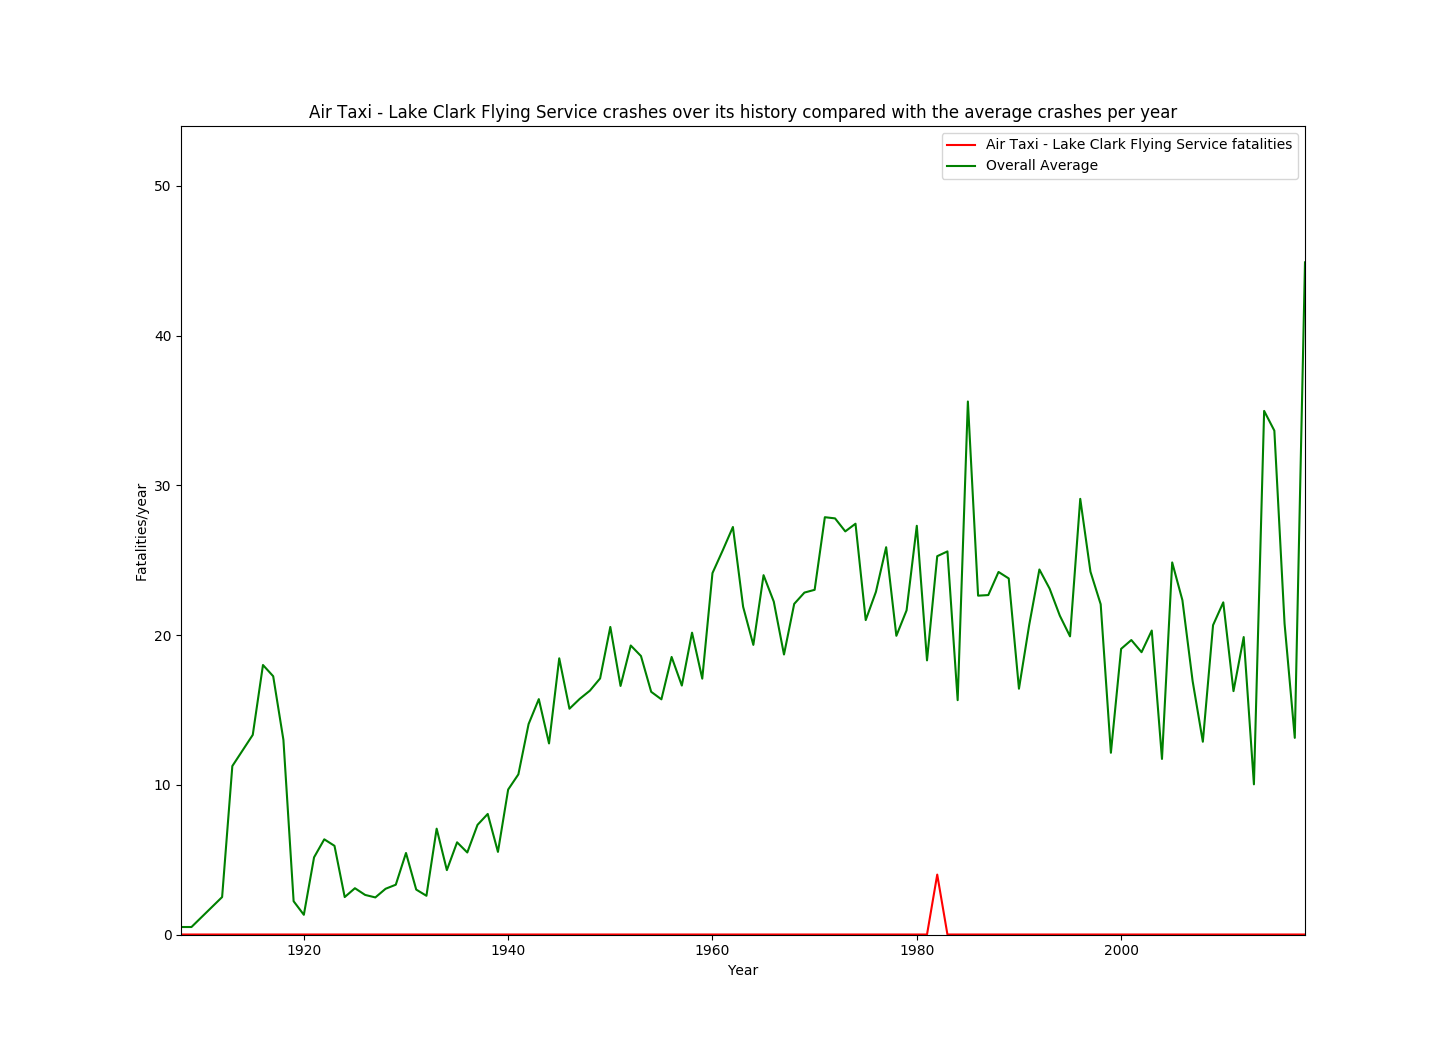 Air Taxi - Lake Clark Flying Service crashes over its history compared with the average crashes per year
Air Taxi - Lake Clark Flying Service fatalities
Overall Average
50
40
30
20
10
0
Fatalities/year
1920 1940 1960 1980 2000
Year